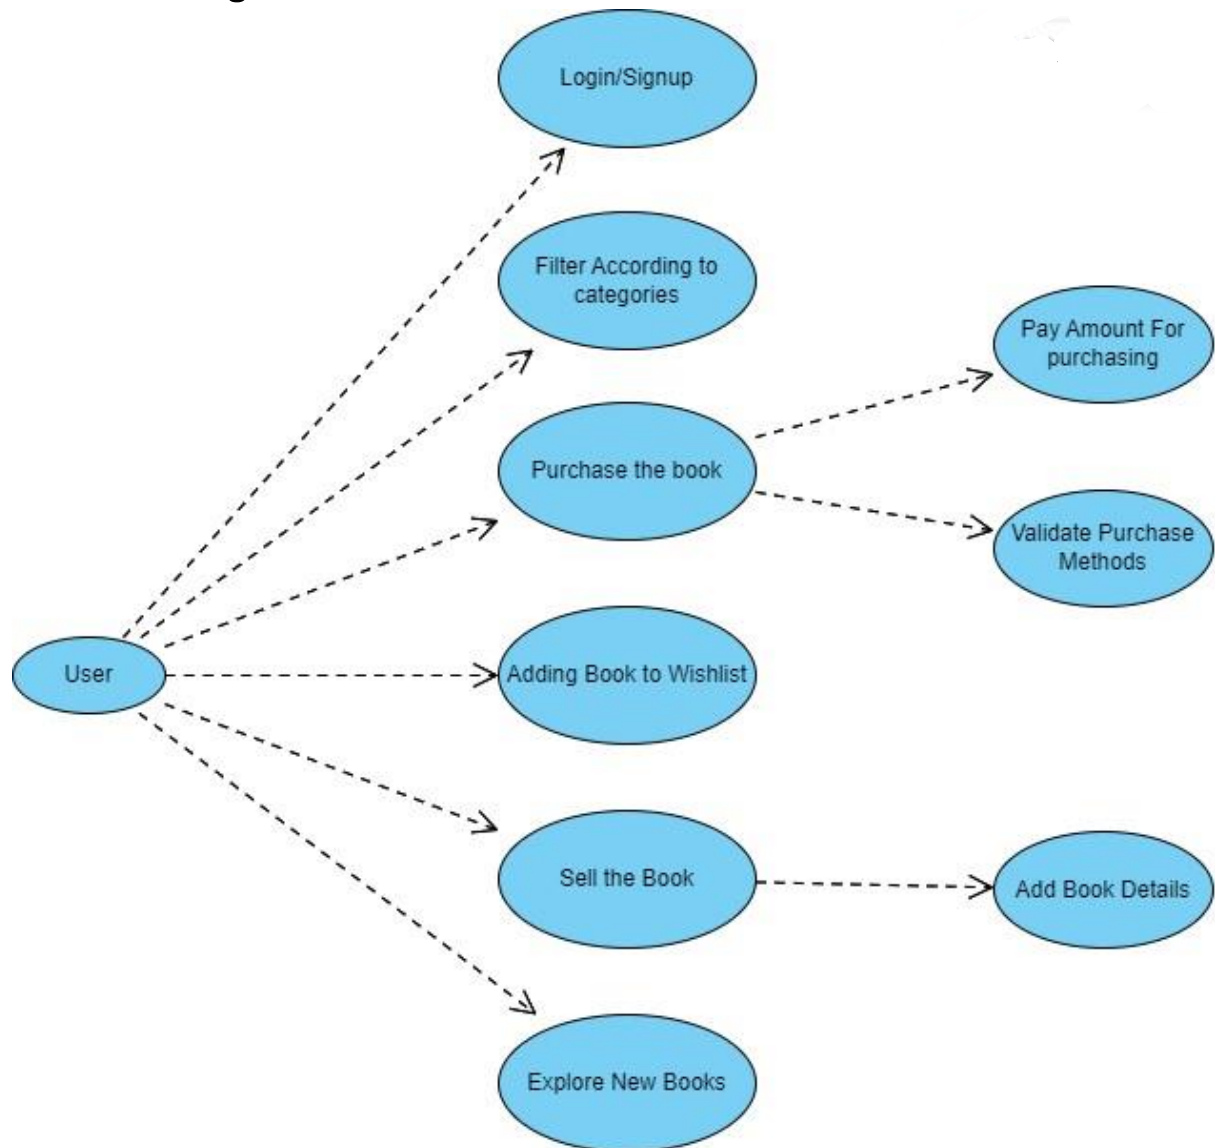 Login/Signup
Filter According to
categories
Pay Amount For
purchasing
Purchase the book
Validate Purchase
Methods
User
Adding Book to Wishlist
Sell the Book
Add Book Details
Explore New Books